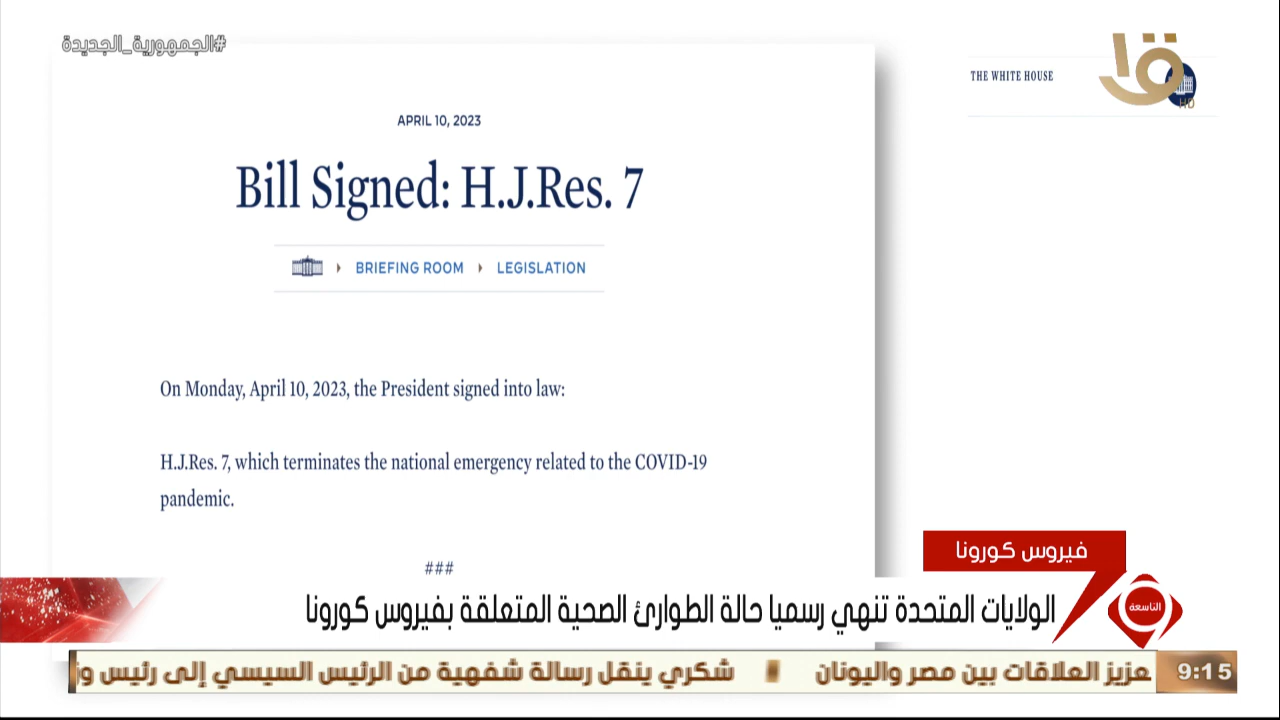 #الجمهورية_الجديدة
THE WHITE HOUSE
HD
APRIL 10, 2023
Bill Signed: H.J.Res. 7
BRIEFING ROOM
LEGISLATION
On Monday, April 10, 2023, the President signed into law:
H.J.Res. 7, which terminates the national emergency related to the COVID-19
pandemic.
###
فيروس كورونا
التاسعة
الولايات المتحدة تنهي رسميا حالة الطوارئ الصحية المتعلقة بفيروس كورونا
9:15
عزيز العلاقات بين مصر واليونان
شكري ينقل رسالة شفهية من الرئيس السيسي إلى رئيس وز